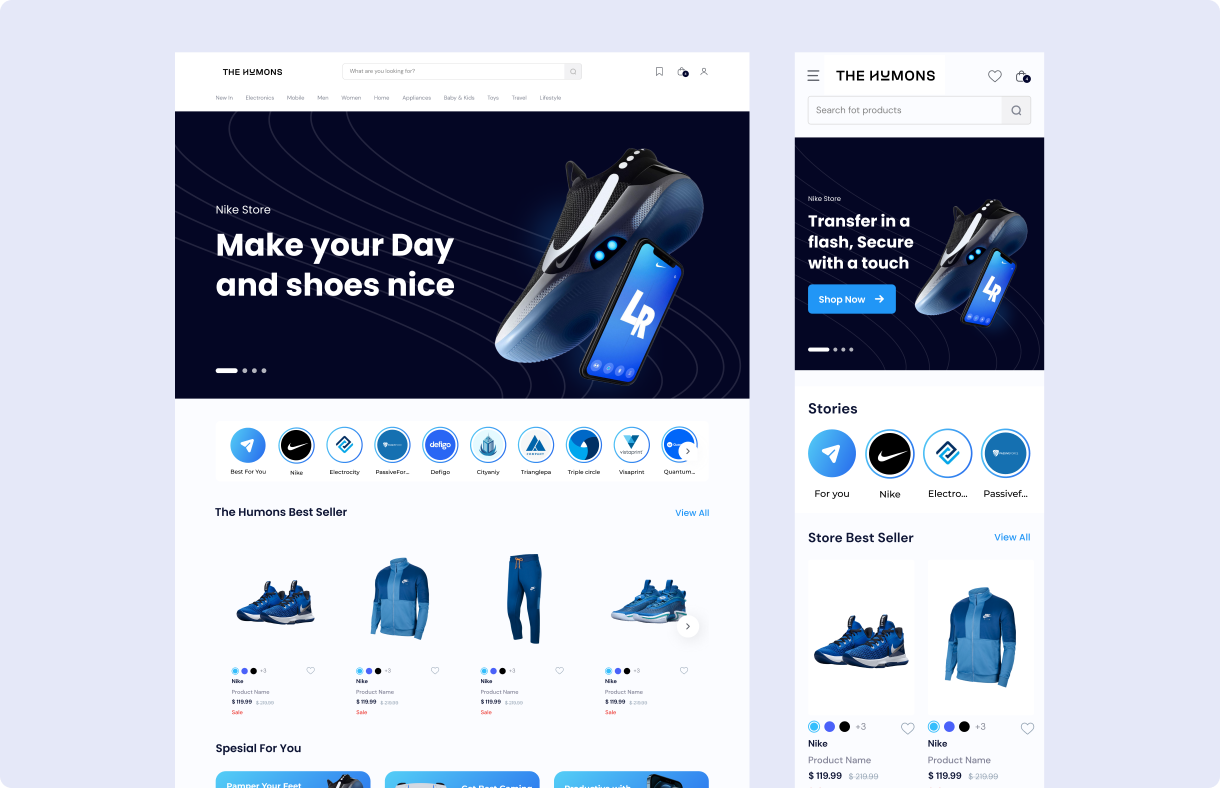 THE HUMONS
What are you looking for?
4
New In Electronics Mobile Men Women Home Appliances Baby & Kids Toys Travel Lifestyle
Nike Store
Make your Day
and shoes nice
LR
defigo
COMPANY
vistaprint
Best For You Nike Electrocity PassiveFor... Defigo Cityaniy Trianglepa Triple circle Visaprint Quantum...
The Humons Best Seller
View All
+3 +3 +3 +3
Nike Nike Nike Nike
Product Name Product Name Product Name Product Name
$ 119.99 $ 219.99 $ 119.99 $ 219.99 $ 119.99 $ 219.99 $ 119.99 $ 219.99
Sale Sale Sale Sale
Spesial For You
Pamper Your Feet
Get Best Coming
Productive with
THE HUMONS
4
Search fot products
Nike Store
Transfer in a
flash, Secure
with a touch
LR
Shop Now
Stories
For you Nike Electro... Passivef...
Store Best Seller
View All
+3 +3
Nike Nike
Product Name Product Name
$ 119.99 $ 219.99 $ 119.99 $ 219.99